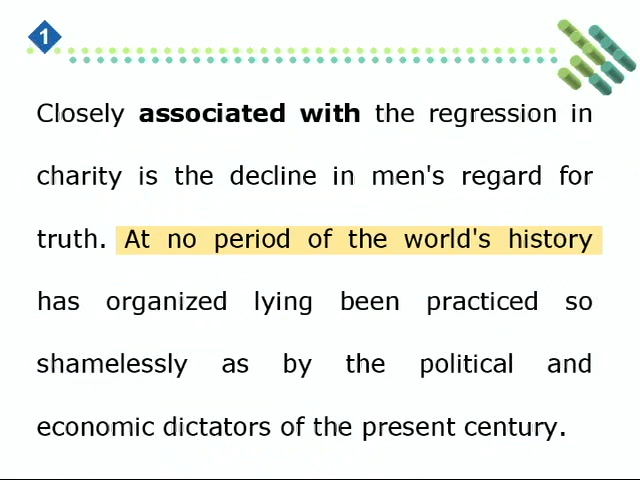 1
Closely associated with the regression in
charity is the decline in men's regard for
truth. At no period of the world's history
has organized lying been practiced so
shamelessly as by the political and
economic dictators of the present century.